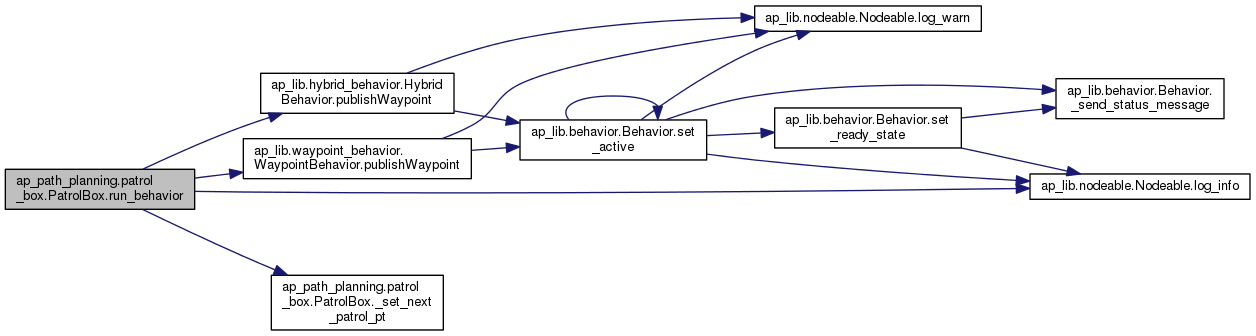 ap_lib.nodeable.Nodeable.log_warn
ap_lib.hybrid_behavior.Hybrid
Behavior.publishWaypoint
ap_lib.behavior.Behavior.
_send_status_message
ap_lib.behavior.Behavior.set
_ready_state
ap_lib.behavior.Behavior.set
_active
ap_lib.waypoint_behavior.
WaypointBehavior.publishWaypoint
ap_path_planning.patrol
_box.PatrolBox.run_behavior
ap_lib.nodeable.Nodeable.log_info
ap_path_planning.patrol
_box.PatrolBox._set_next
_patrol_pt